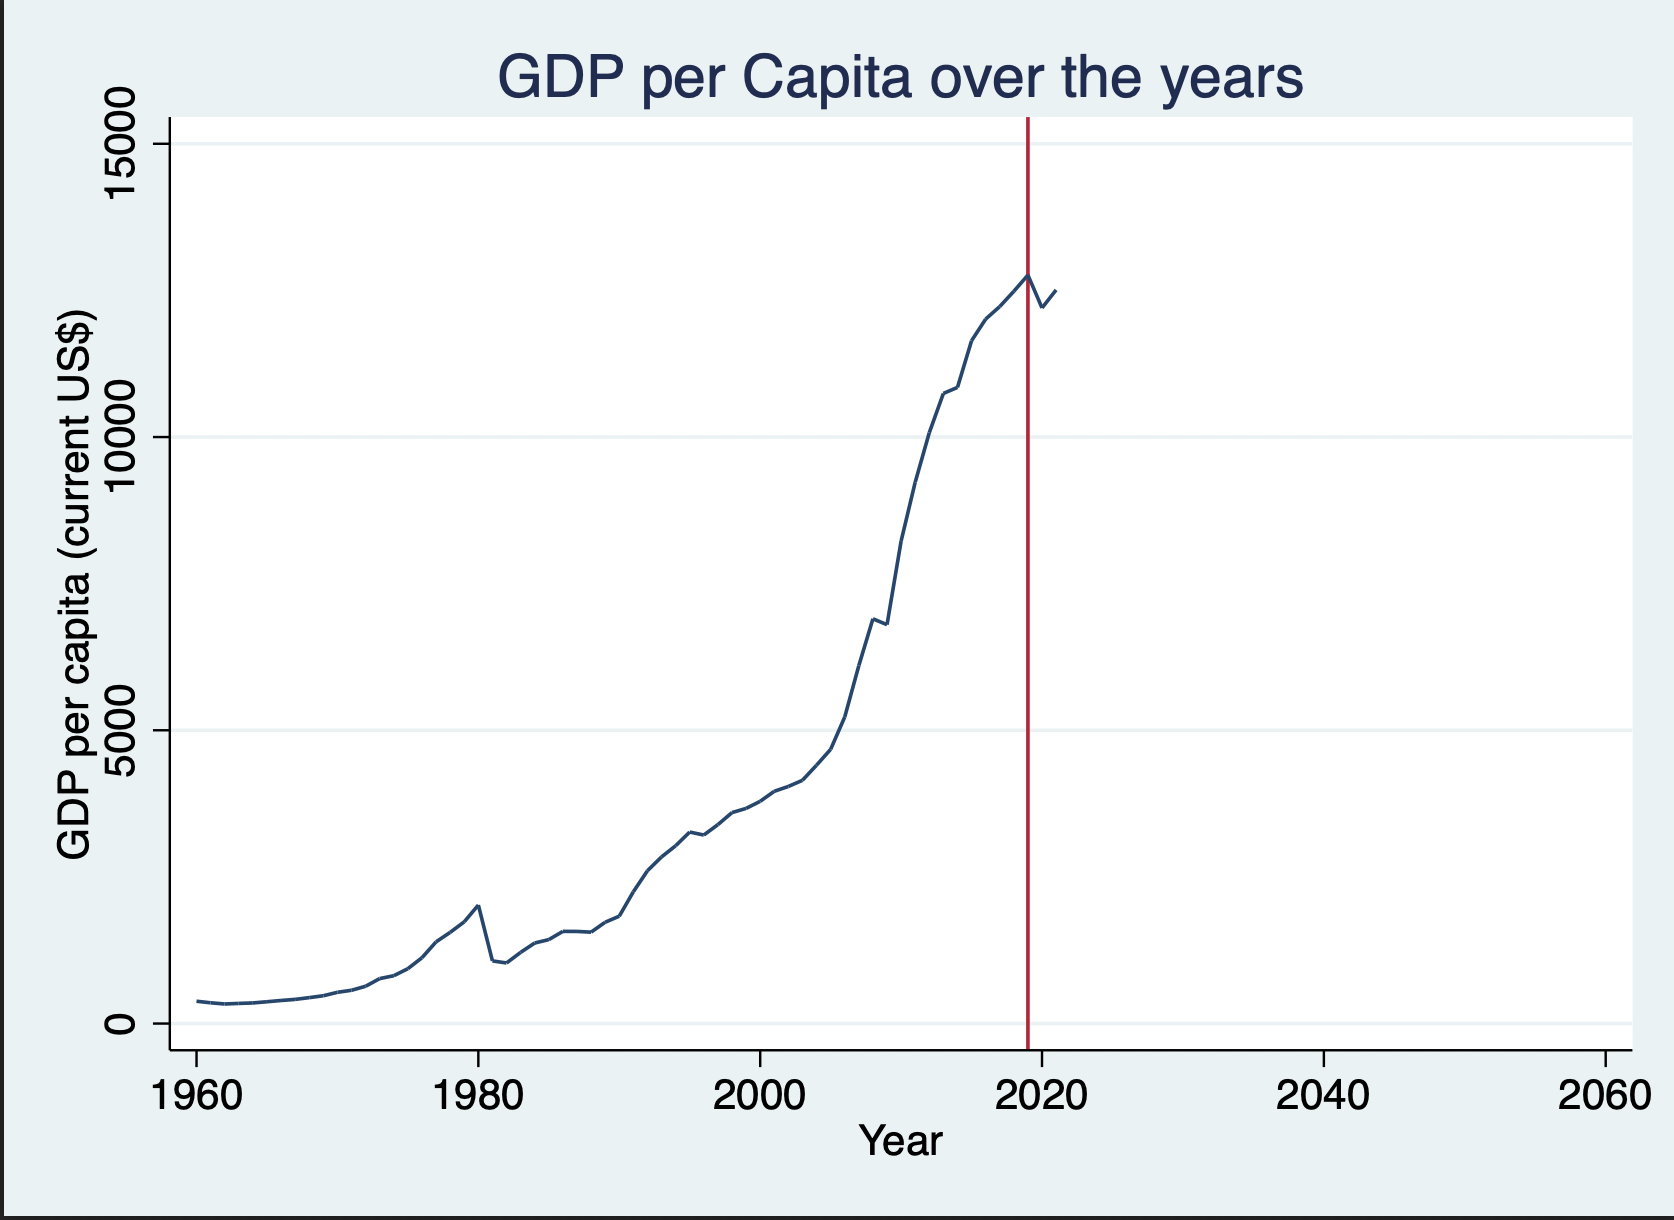 GDP per Capita over the years
GDP per capita (current US$)
15000
10000
5000
0
1960 1980 2000 2020 2040 2060
Year